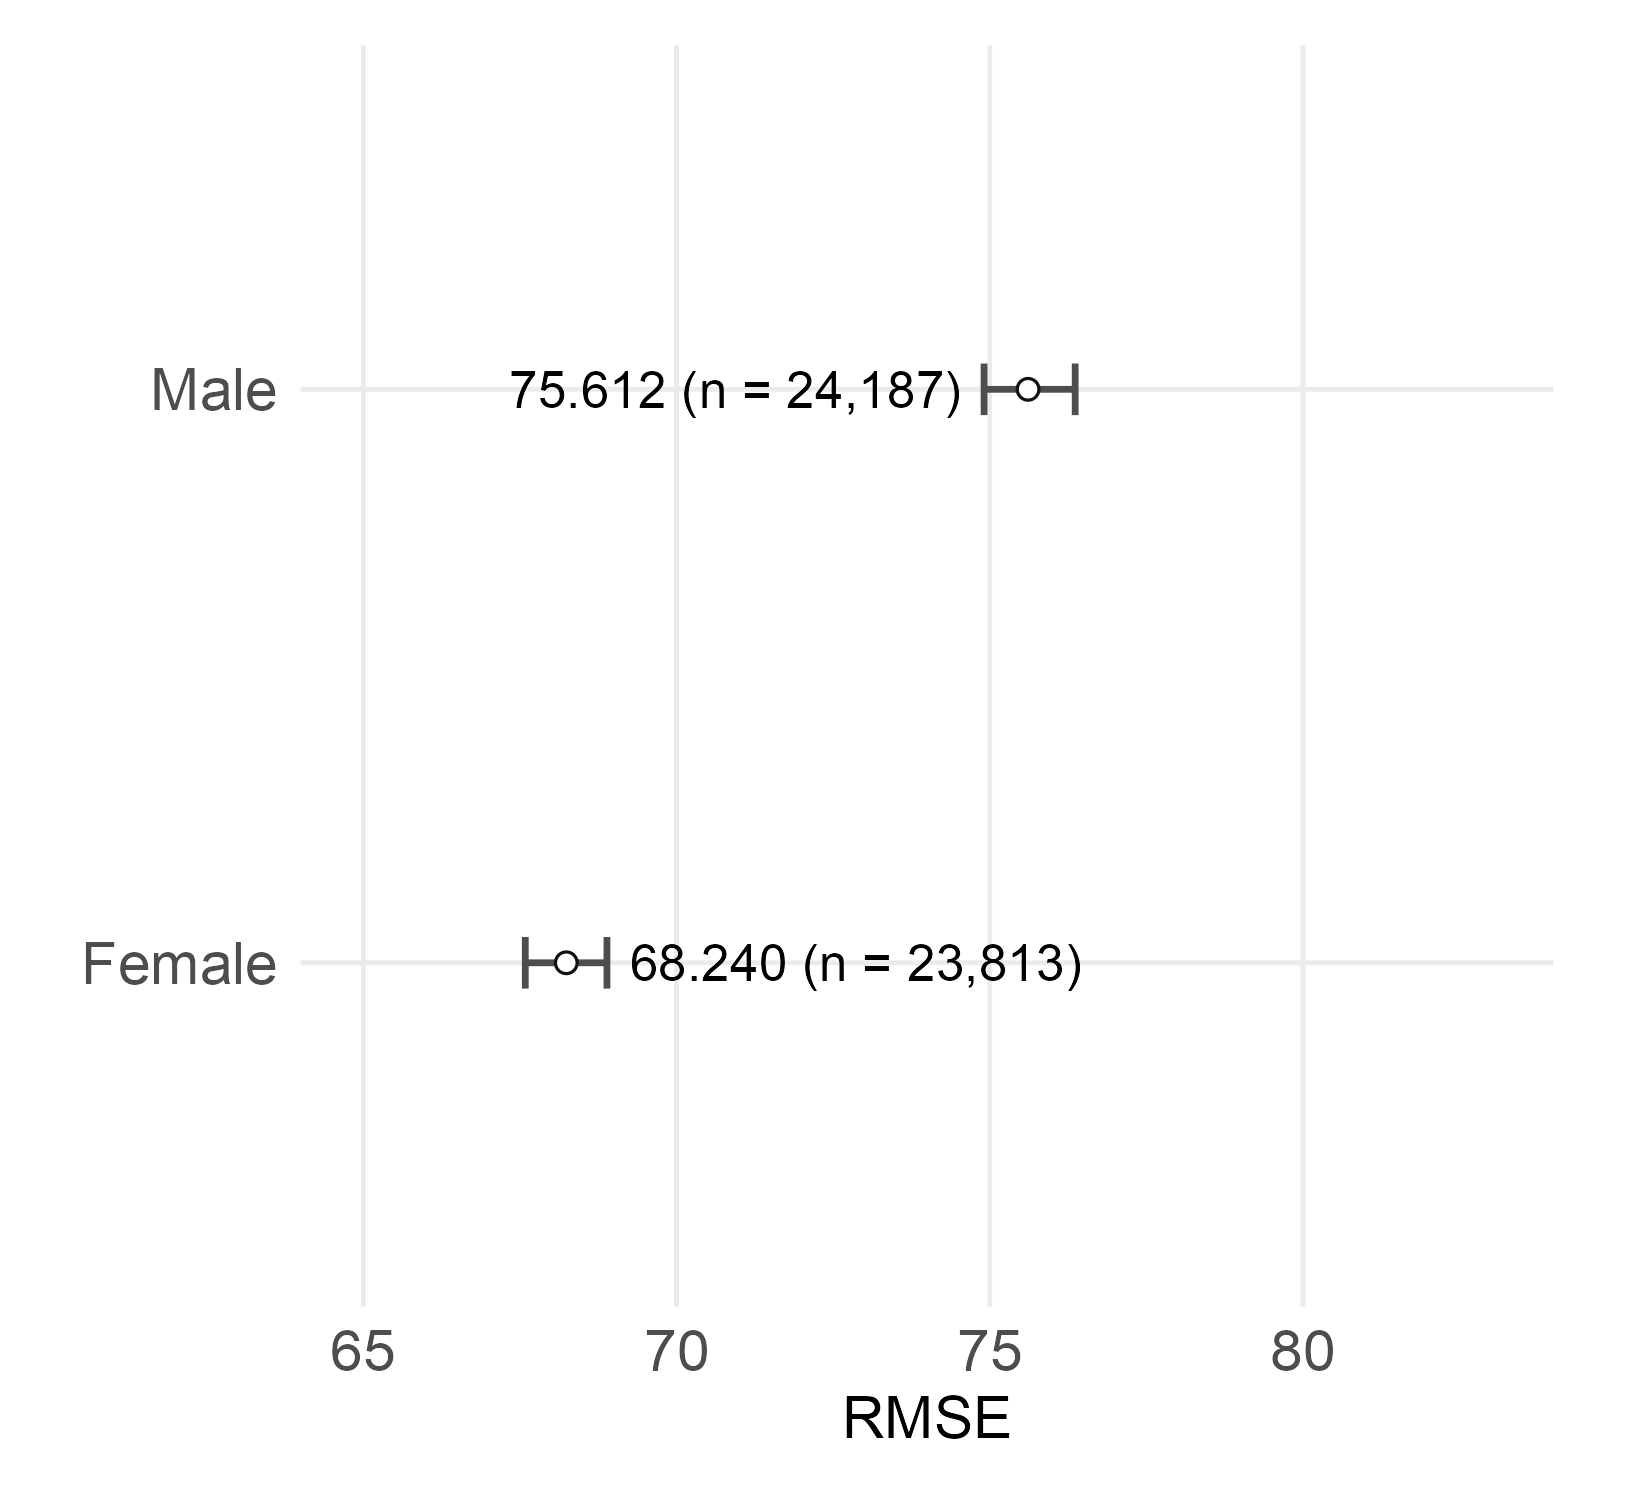 Male 75.612 (n = 24,187)
Female 68.240 (n = 23,813)
65 70 75 80
RMSE